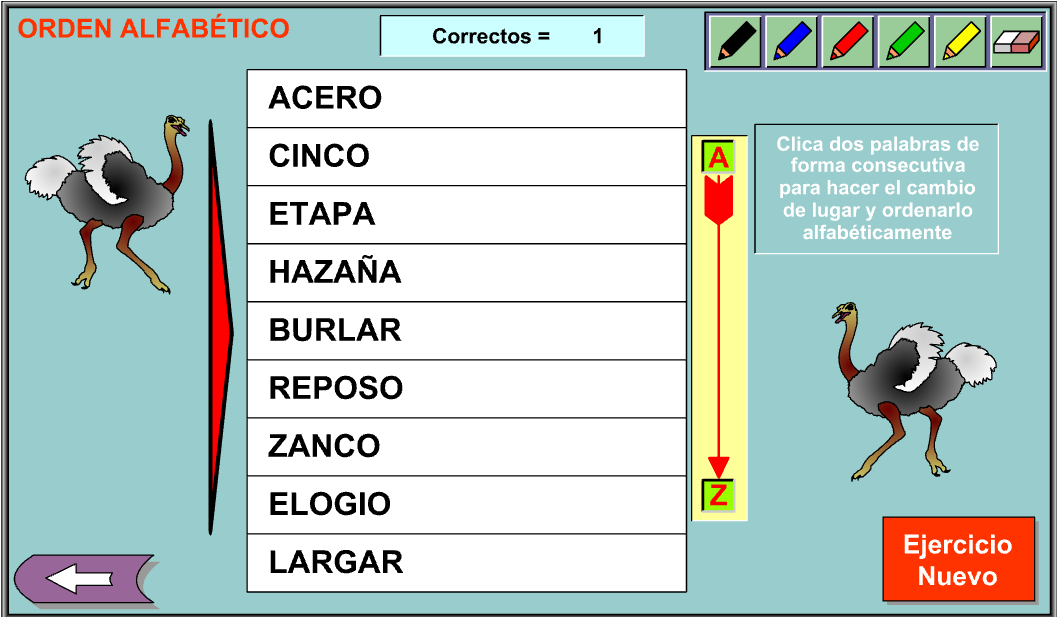 ORDEN ALFABÉTICO
Correctos = 1
ACERO
CINCO
ETAPA
HAZAÑA
BURLAR
REPOSO
ZANCO
ELOGIO
LARGAR
A
Z
Clica dos palabras de
forma consecutiva
para hacer el cambio
de lugar y ordenarlo
alfabéticamente
Ejercicio
Nuevo